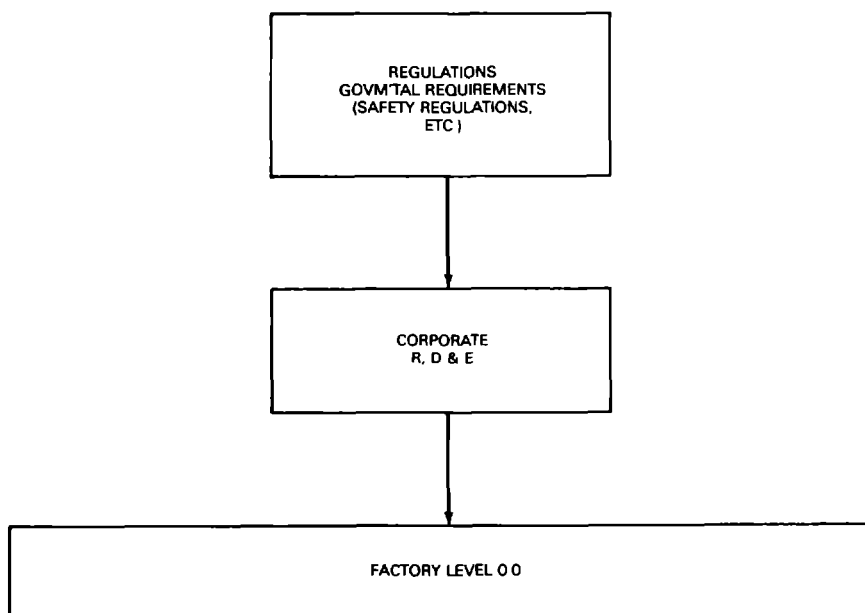 REGULATIONS
GOVM'TAL REQUIREMENTS
(SAFETY REGULATIONS,
ETC )
CORPORATE
R, D & E
FACTORY LEVEL 0 0